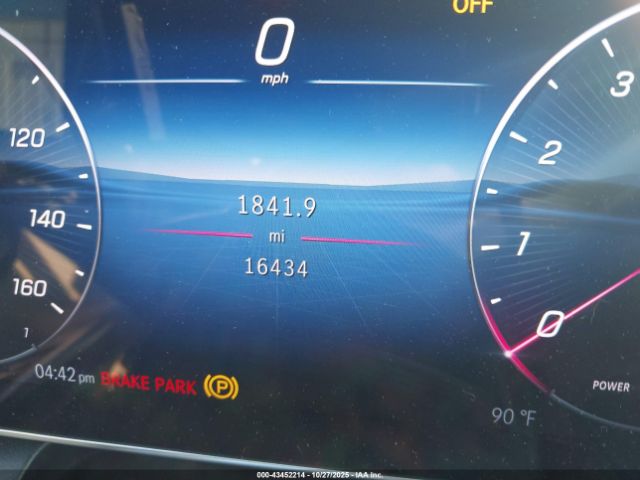 OFF
0
mph
3
120
2
1841.9
140
mi
1
16434
160
0
1
04:42 pm BRAKE PARK P
POWER
90 °F
000-43452214 - 10/27/2025 - IAA Inc.